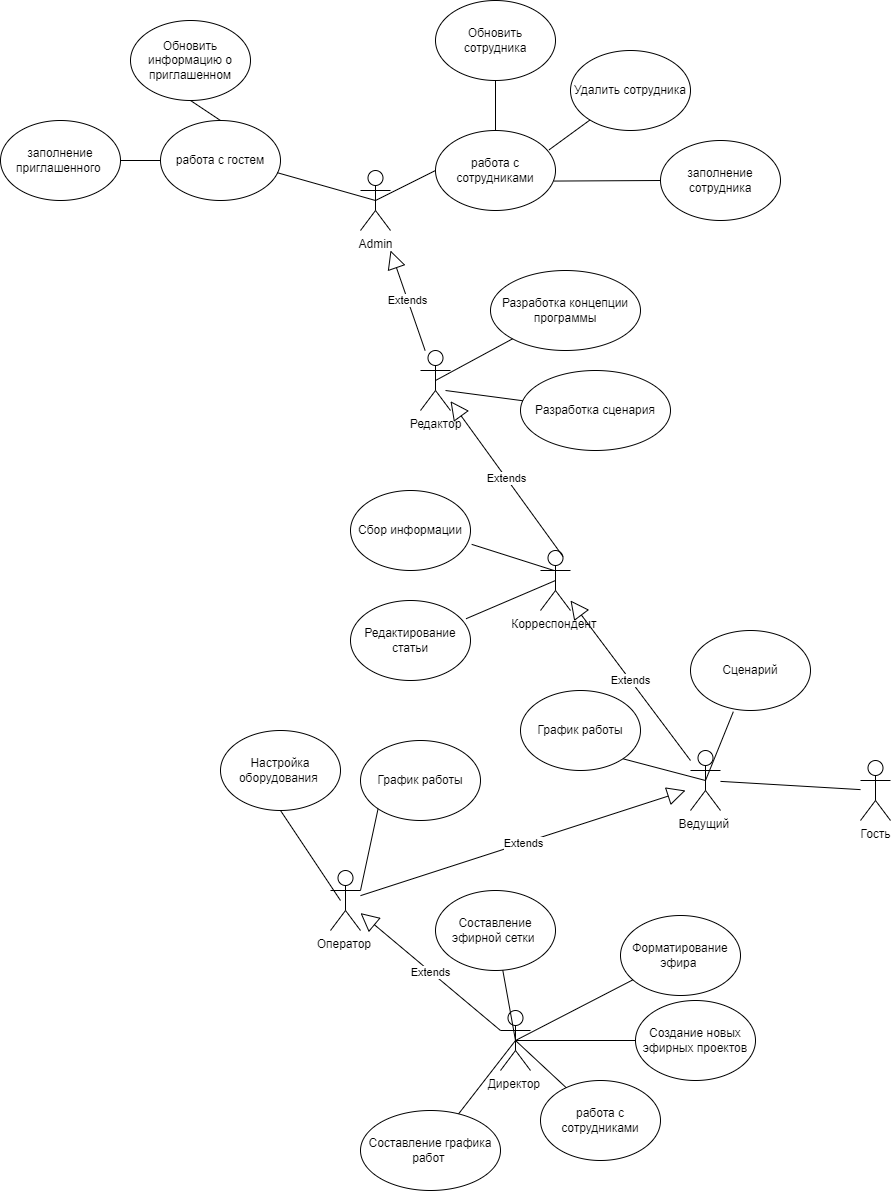 Обновить
информацию о
приглашенном
Обновить
сотрудника
Удалить сотрудника
заполнение
приглашенного
работа с гостем
работа с
сотрудниками
заполнение
сотрудника
Admin
Extends
Разработка концепции
программы
Разработка сценария
Редактор
Extends
Сбор информации
Корреспондент
Редактирование
статьи
Extends
Сценарий
График работы
Настройка
оборудования
График работы
Ведущий
Гость
Extends
Оператор
Составление
эфирной сетки
Форматирование
эфира
Extends
Создание новых
эфирных проектов
Директор
работа с
сотрудниками
Составление графика
работ